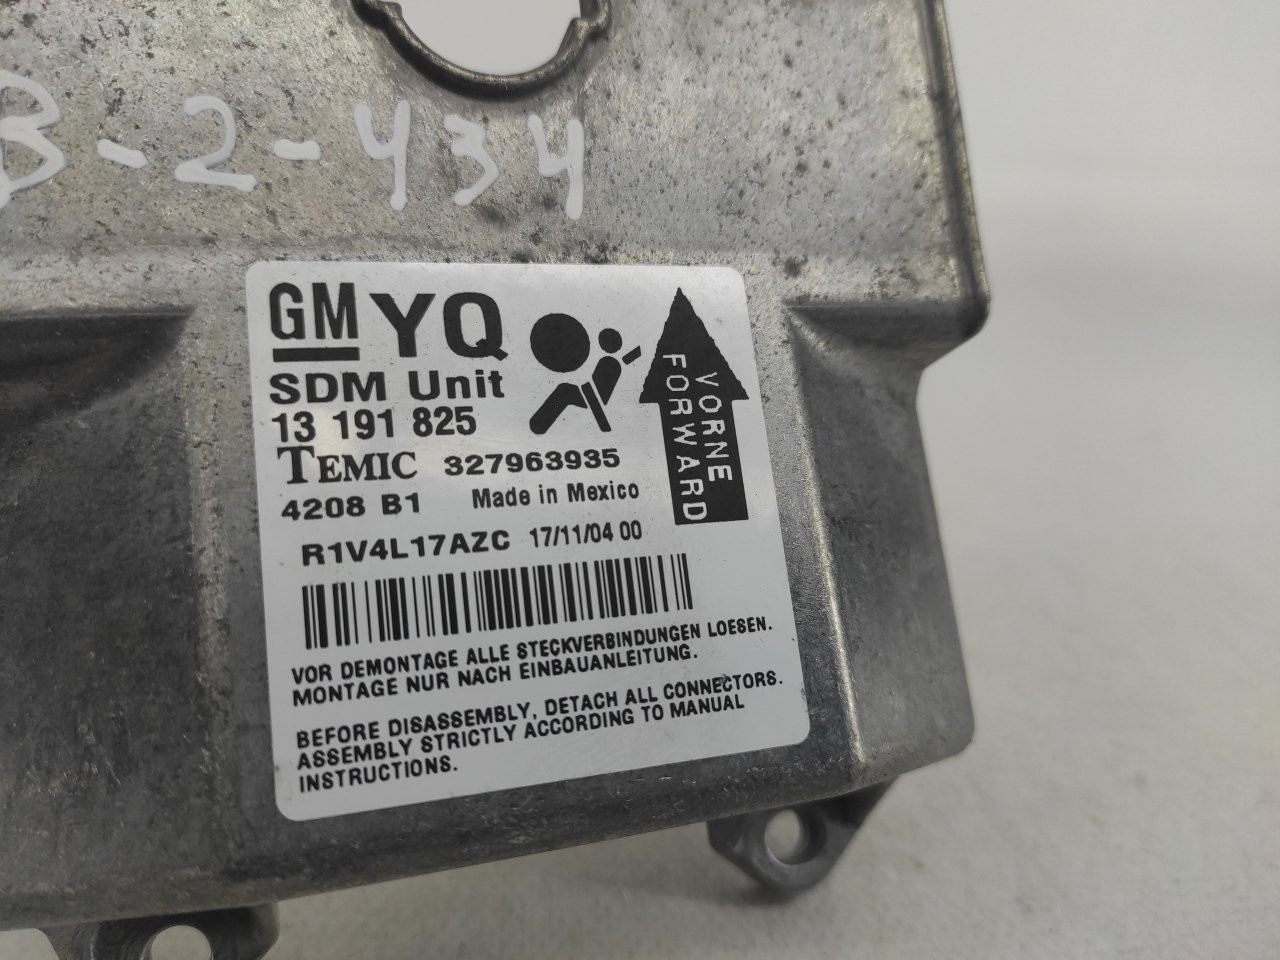 B-2-434
GM YQ
SDM Unit
13 191 825
TEMIC 327963935
4208 B1 Made in Mexico
R1V4L17AZC 17/11/04 00
VORNE
FORWARD
VOR DEMONTAGE ALLE STECKVERBINDUNGEN LOESEN.
MONTAGE NUR NACH EINBAUANLEITUNG.
BEFORE DISASSEMBLY, DETACH ALL CONNECTORS.
ASSEMBLY STRICTLY ACCORDING TO MANUAL
INSTRUCTIONS.